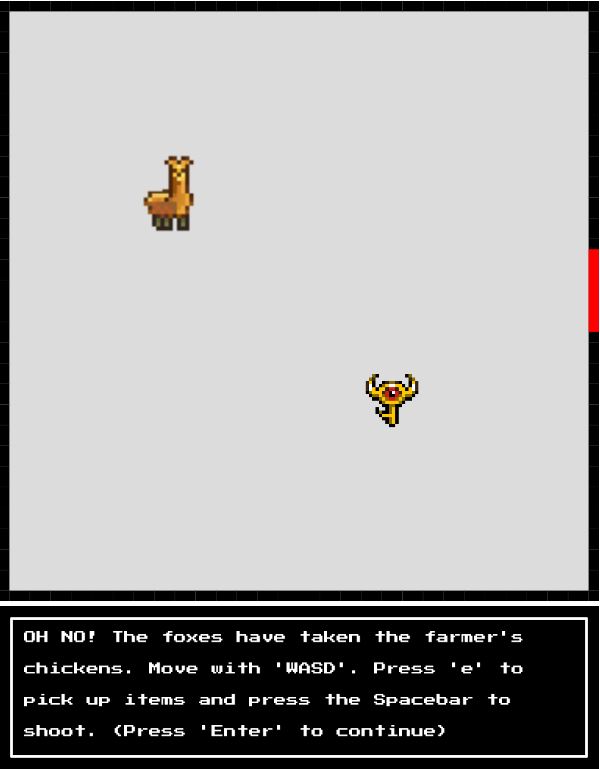 OH NO! The foxes have taken the farmer's
chickens. Move with 'WASD'. Press 'e' to
pick up items and press the Spacebar to
shoot. (Press 'Enter' to continue)